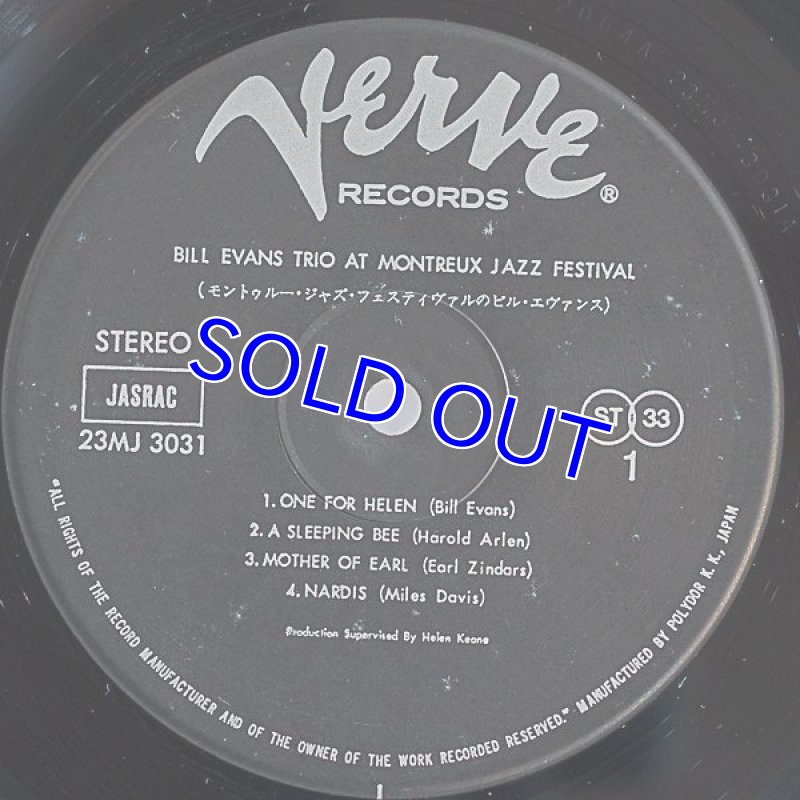 Verve
RECORDS ®
BILL EVANS TRIO AT MONTREUX JAZZ FESTIVAL
(モントゥルー・ジャズ・フェスティヴァルのビル・エヴァンス)
STEREO
JASRAC
23MJ 3031
SOLD OUT
ST 33
1
1. ONE FOR HELEN (Bill Evans)
2. A SLEEPING BEE (Harold Arlen)
3. MOTHER OF EARL (Earl Zindars)
4. NARDIS (Miles Davis)
Production Supervised By Helen Keane
"ALL RIGHTS OF THE RECORD MANUFACTURER AND OF THE OWNER OF THE WORK RECORDED RESERVED." MANUFACTURED BY POLYDOR K. K., JAPAN